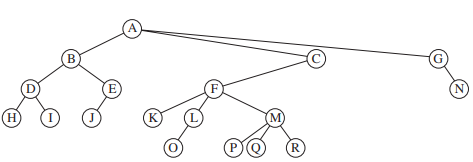 A
B C G
D E F N
H I J K L M
O P Q R